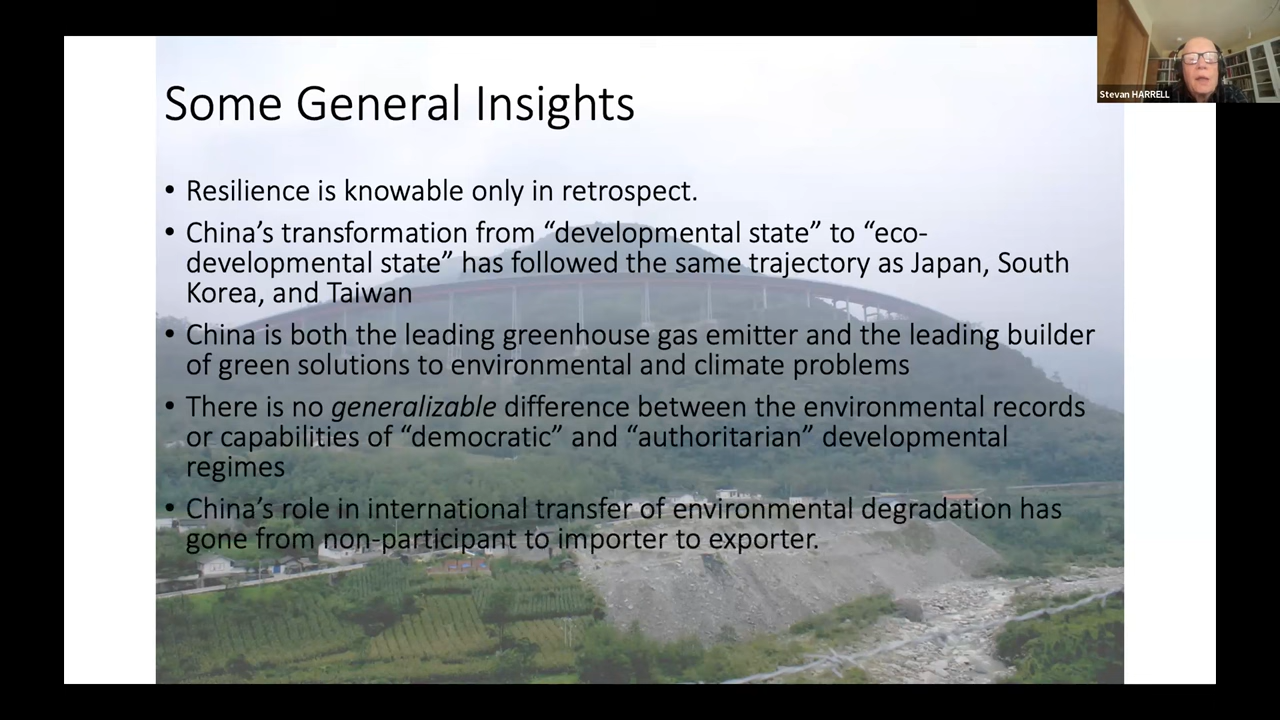 Stevan HARRELL
Some General Insights
• Resilience is knowable only in retrospect.
• China’s transformation from “developmental state” to “eco-
developmental state” has followed the same trajectory as Japan, South
Korea, and Taiwan
• China is both the leading greenhouse gas emitter and the leading builder
of green solutions to environmental and climate problems
• There is no generalizable difference between the environmental records
or capabilities of “democratic” and “authoritarian” developmental
regimes
• China’s role in international transfer of environmental degradation has
gone from non-participant to importer to exporter.